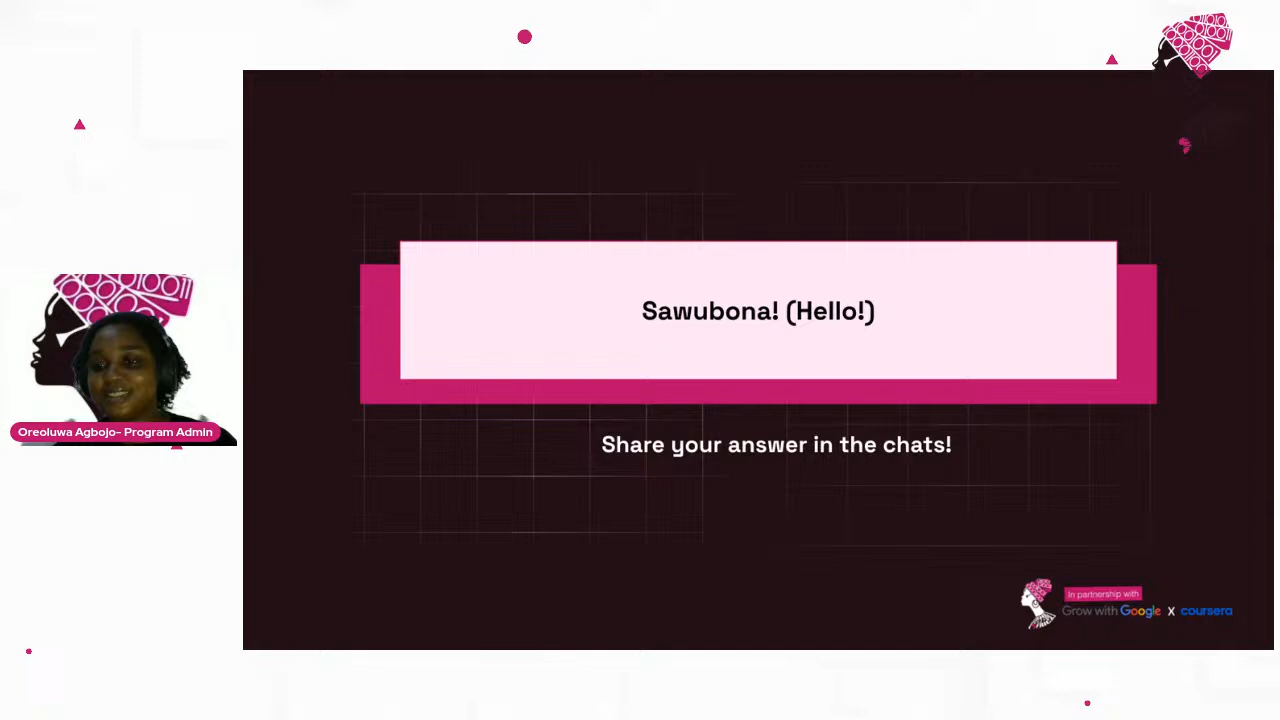 Sawubona! (Hello!)
Share your answer in the chats!
Oreoluwa Agbojo- Program Admin
In partnership with
Grow with Google X coursera